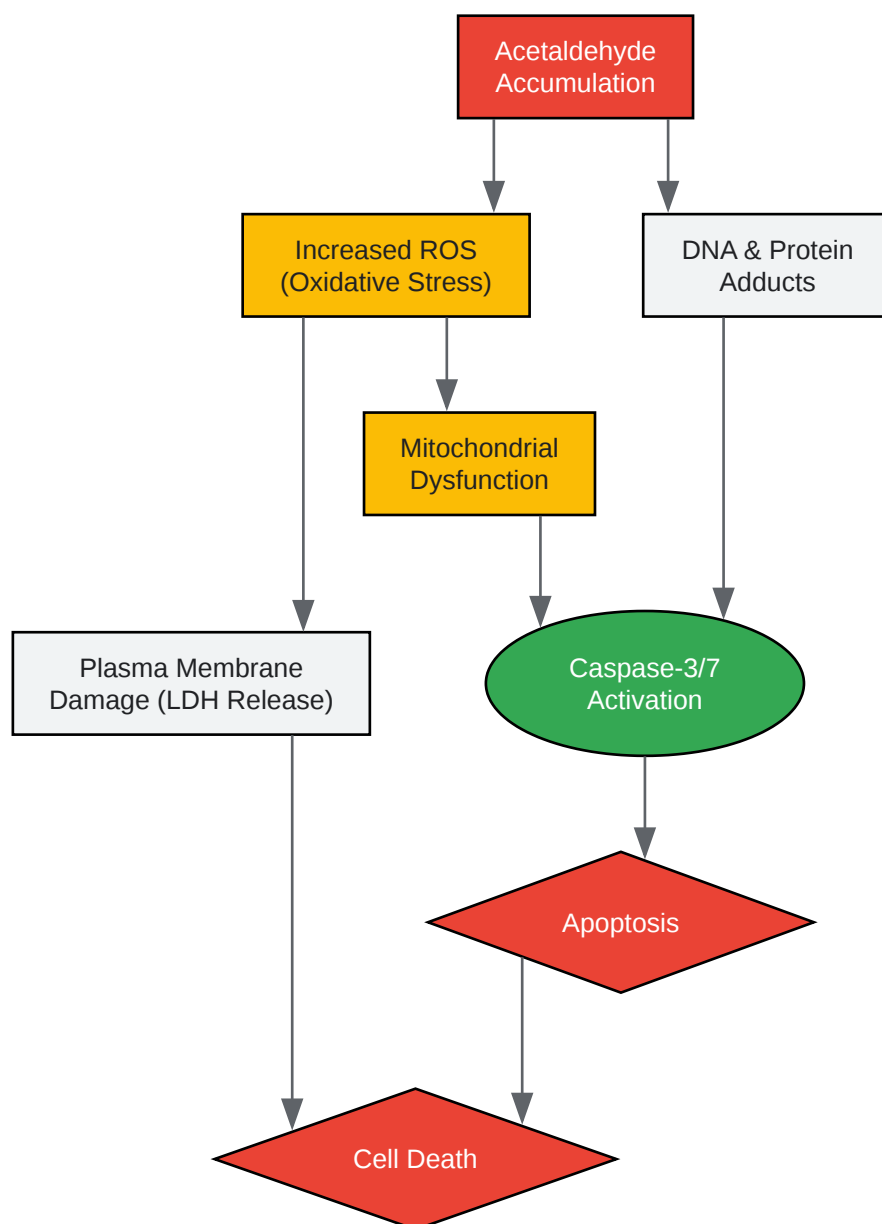 Acetaldehyde
Accumulation
Increased ROS
(Oxidative Stress)
DNA & Protein
Adducts
Mitochondrial
Dysfunction
Plasma Membrane
Damage (LDH Release)
Caspase-3/7
Activation
Apoptosis
Cell Death